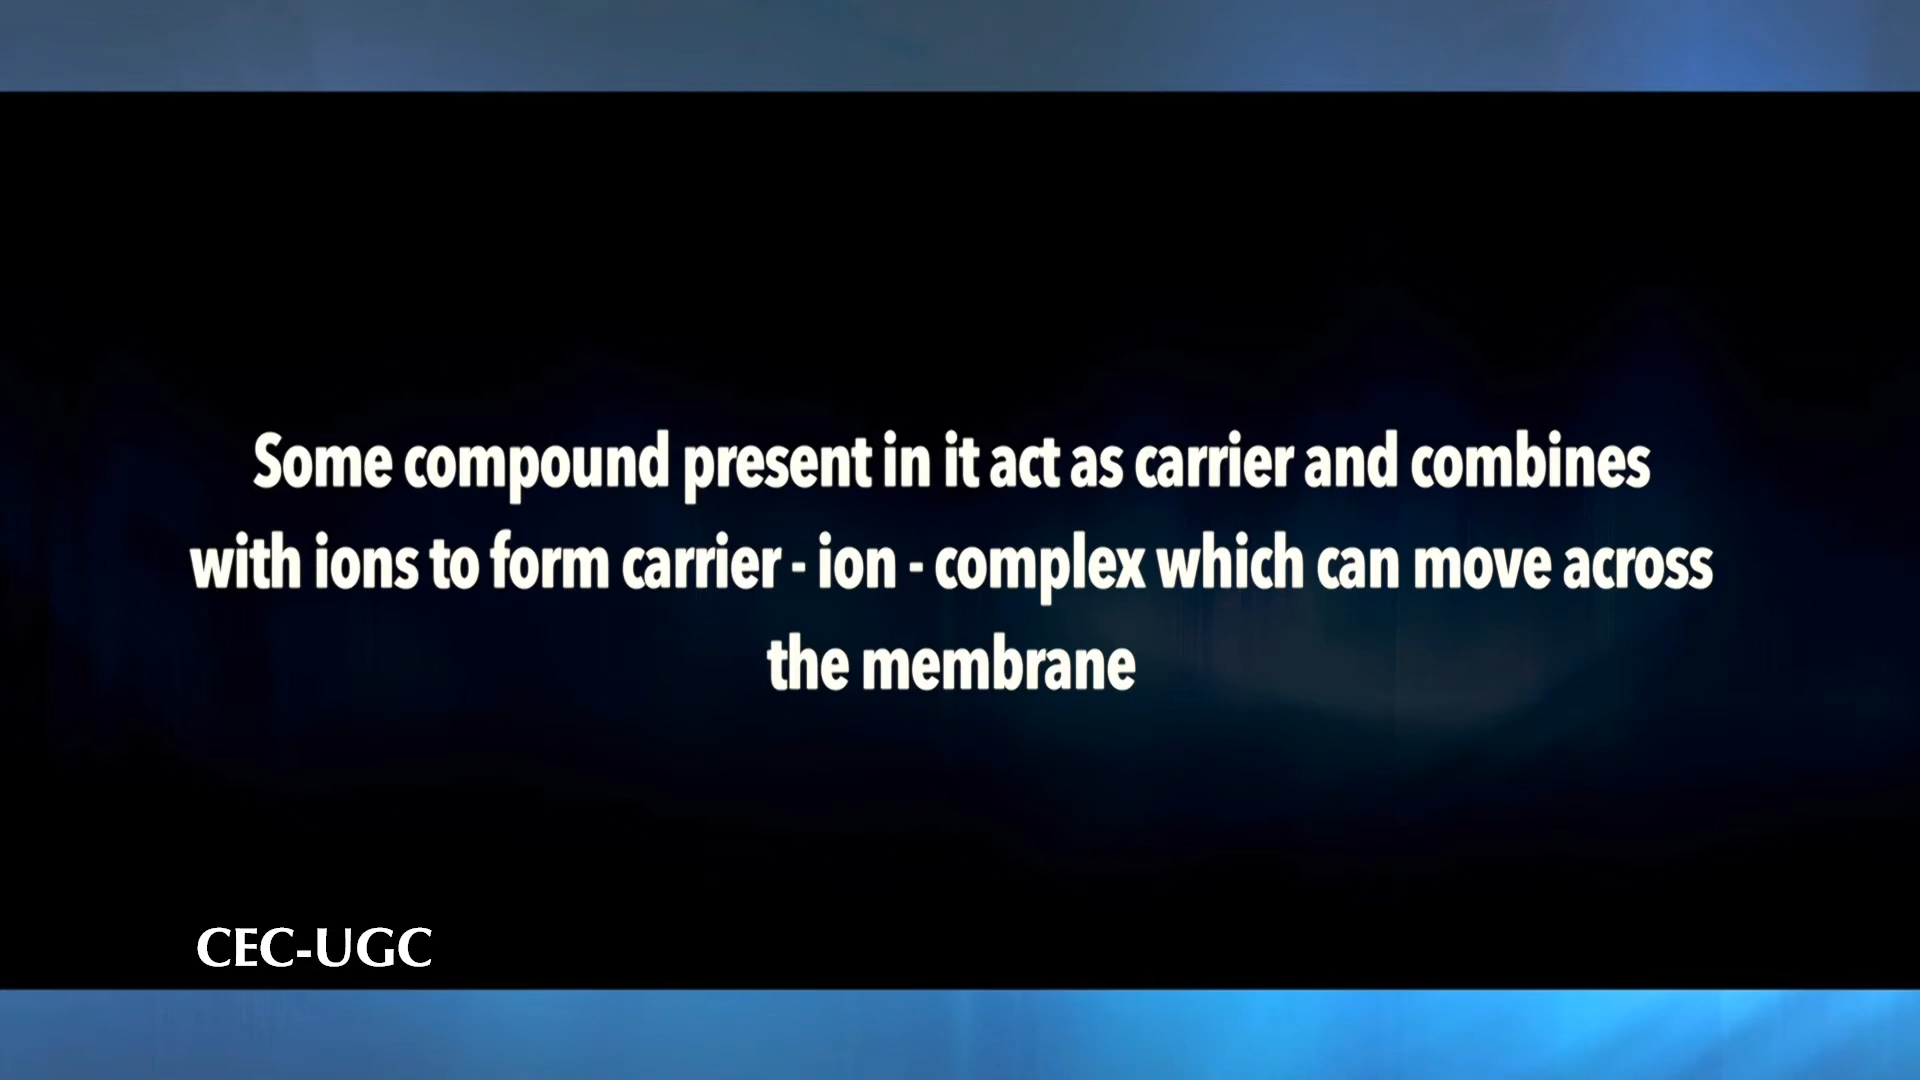 Some compound present in it act as carrier and combines
with ions to form carrier - ion - complex which can move across
the membrane
CEC-UGC